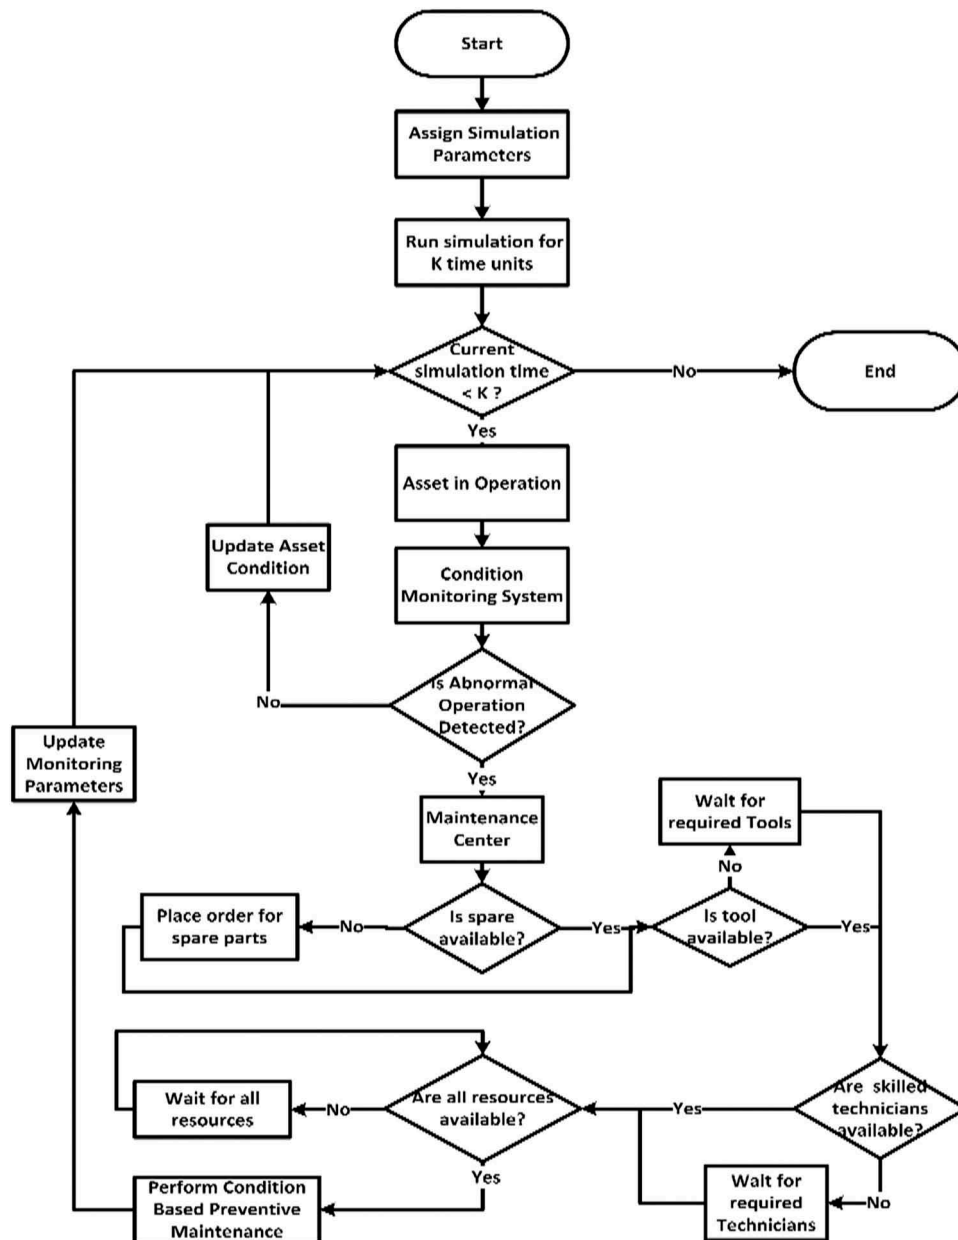 Start
Assign Simulation
Parameters
Run simulation for
K time units
Current
simulation time
< K ?
No
End
Yes
Asset in Operation
Update Asset
Condition
Condition
Monitoring System
No
Is Abnormal
Operation
Detected?
Update
Monitoring
Parameters
Yes
Maintenance
Center
Wait for
required Tools
No
Place order for
spare parts
No
Is spare
available?
Yes
Is tool
available?
Yes
Wait for all
resources
No
Are all resources
available?
Yes
Are skilled
technicians
available?
Yes
No
Perform Condition
Based Preventive
Maintenance
Wait for
required
Technicians